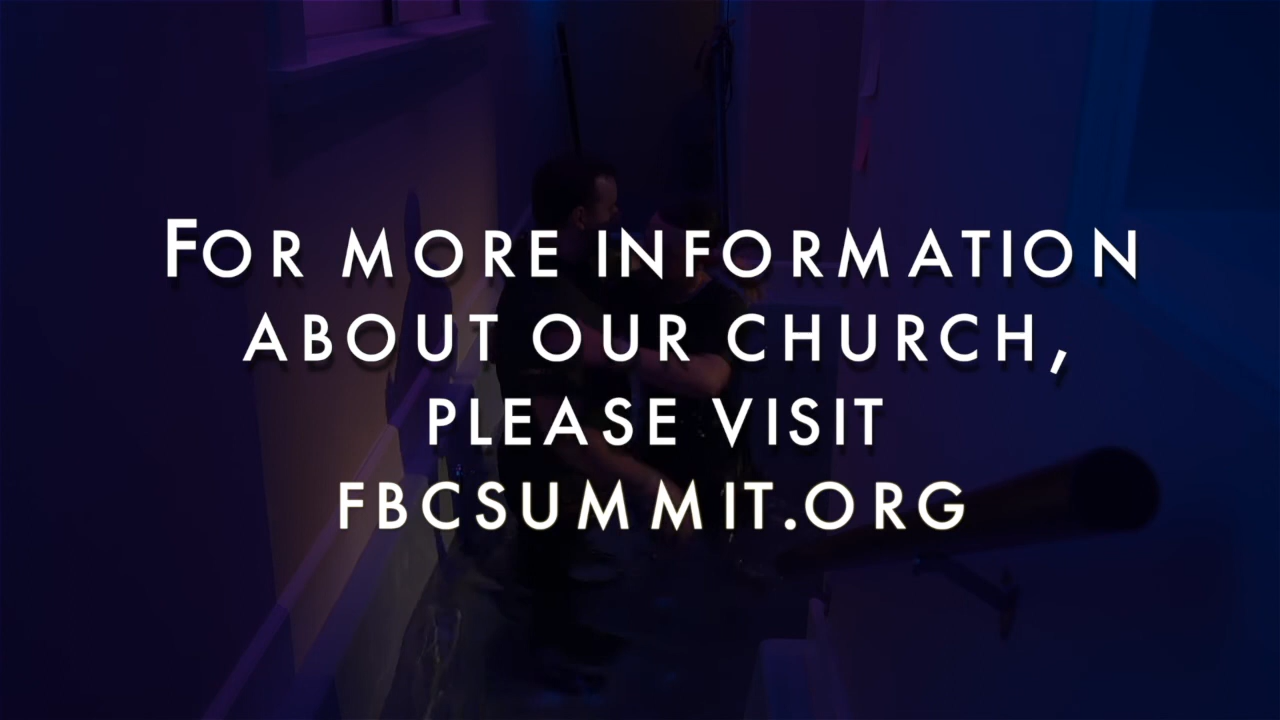 FOR MORE INFORMATION
ABOUT OUR CHURCH,
PLEASE VISIT
FBCSUMMIT.ORG